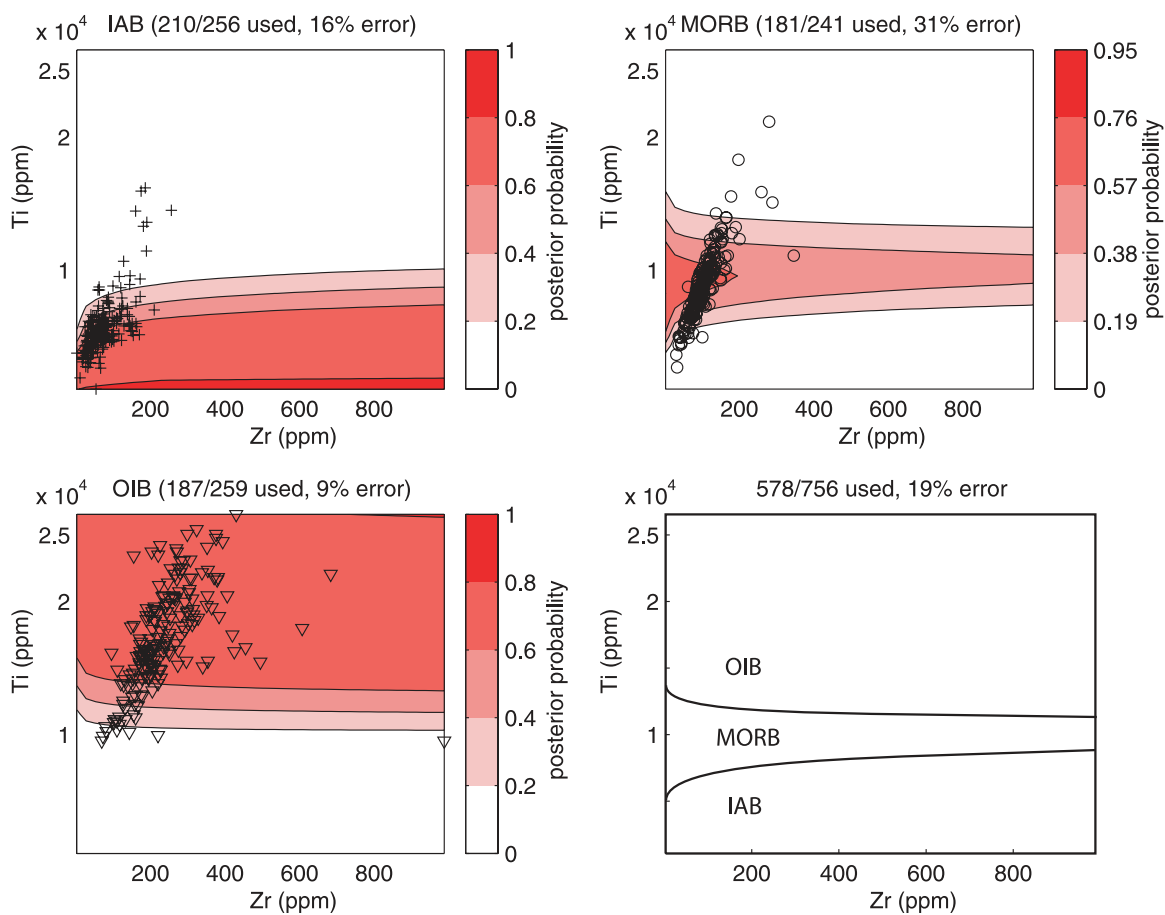 x 10⁴ IAB (210/256 used, 16% error)
2.5
2
1
Ti (ppm)
200 400 600 800
Zr (ppm)
1
0.8
0.6
0.4
0.2
0
posterior probability
x 10⁴ MORB (181/241 used, 31% error)
2.5
2
1
Ti (ppm)
200 400 600 800
Zr (ppm)
0.95
0.76
0.57
0.38
0.19
0
posterior probability
x 10⁴ OIB (187/259 used, 9% error)
2.5
2
1
Ti (ppm)
200 400 600 800
Zr (ppm)
1
0.8
0.6
0.4
0.2
0
posterior probability
x 10⁴ 578/756 used, 19% error
2.5
2
1
Ti (ppm)
OIB
MORB
IAB
200 400 600 800
Zr (ppm)